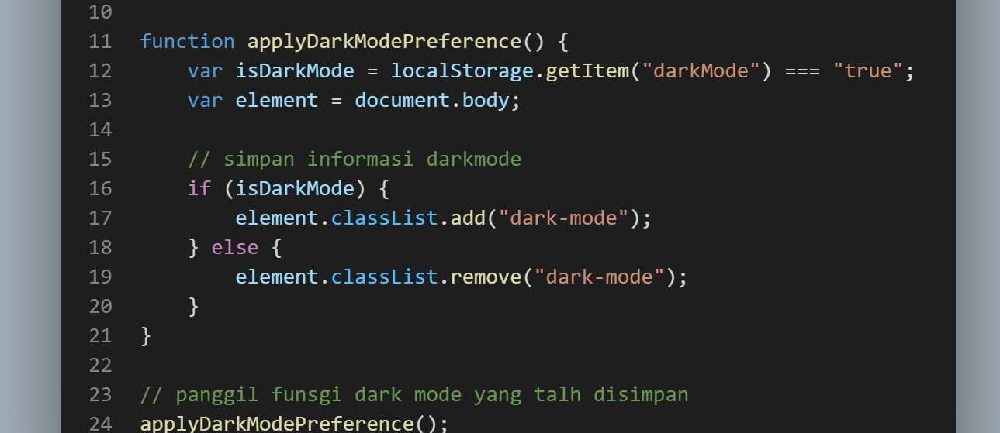 10
11 function applyDarkModePreference() {
12     var isDarkMode = localStorage.getItem("darkMode") === "true";
13     var element = document.body;
14
15     // simpan informasi darkmode
16     if (isDarkMode) {
17         element.classList.add("dark-mode");
18     } else {
19         element.classList.remove("dark-mode");
20     }
21 }
22
23 // panggil funsgi dark mode yang talh disimpan
24 applyDarkModePreference();